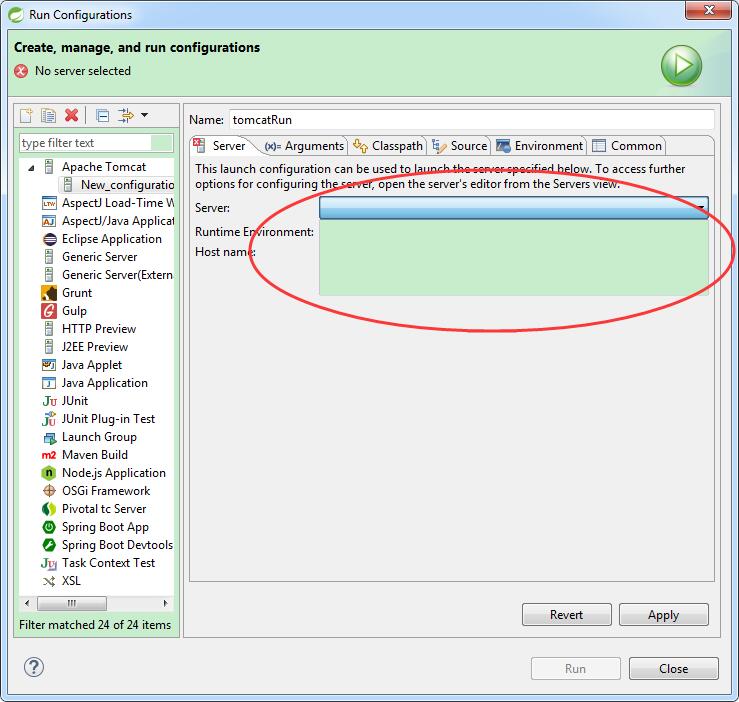 Run Configurations
Create, manage, and run configurations
No server selected
type filter text
Apache Tomcat
New_configuratio
AspectJ Load-Time W
AspectJ/Java Applicat
Eclipse Application
Generic Server
Generic Server(Extern
Grunt
Gulp
HTTP Preview
J2EE Preview
Java Applet
Java Application
JUnit
JUnit Plug-in Test
Launch Group
Maven Build
Node.js Application
OSGi Framework
Pivotal tc Server
Spring Boot App
Spring Boot Devtools
Task Context Test
XSL
Filter matched 24 of 24 items
Name: tomcatRun
Server (x)= Arguments Classpath Source Environment Common
This launch configuration can be used to launch the server specified below. To access further
options for configuring the server, open the server's editor from the Servers view.
Server:
Runtime Environment:
Host name:
Revert Apply
Run Close